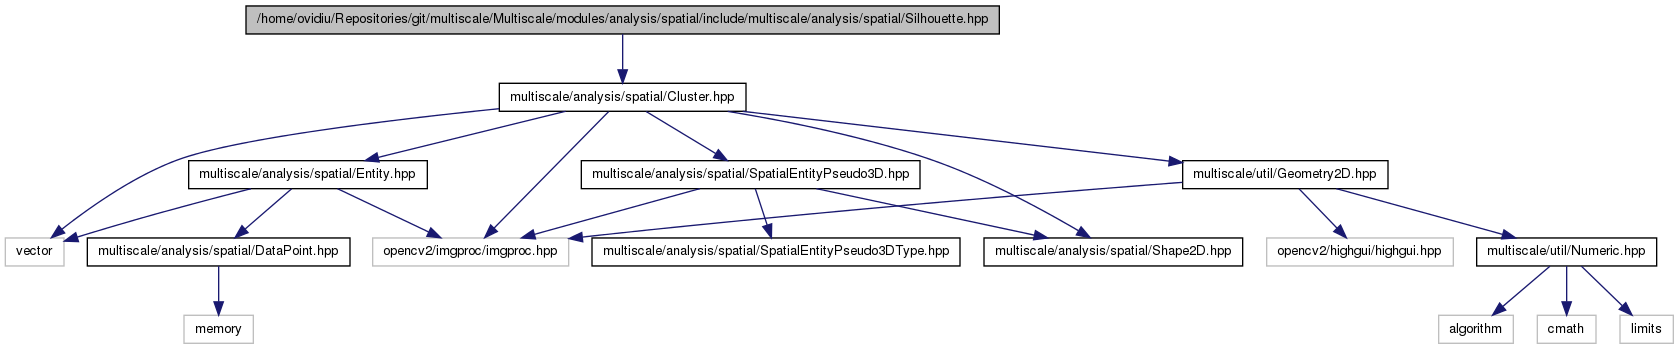 /home/ovidiu/Repositories/git/multiscale/Multiscale/modules/analysis/spatial/include/multiscale/analysis/spatial/Silhouette.hpp
multiscale/analysis/spatial/Cluster.hpp
multiscale/analysis/spatial/Entity.hpp
multiscale/analysis/spatial/SpatialEntityPseudo3D.hpp
multiscale/util/Geometry2D.hpp
vector
multiscale/analysis/spatial/DataPoint.hpp
opencv2/imgproc/imgproc.hpp
multiscale/analysis/spatial/SpatialEntityPseudo3DType.hpp
multiscale/analysis/spatial/Shape2D.hpp
opencv2/highgui/highgui.hpp
multiscale/util/Numeric.hpp
memory
algorithm
cmath
limits